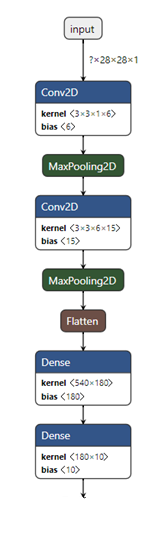 input
?×28×28×1
Conv2D
kernel ⟨3×3×1×6⟩
bias ⟨6⟩
MaxPooling2D
Conv2D
kernel ⟨3×3×6×15⟩
bias ⟨15⟩
MaxPooling2D
Flatten
Dense
kernel ⟨540×180⟩
bias ⟨180⟩
Dense
kernel ⟨180×10⟩
bias ⟨10⟩